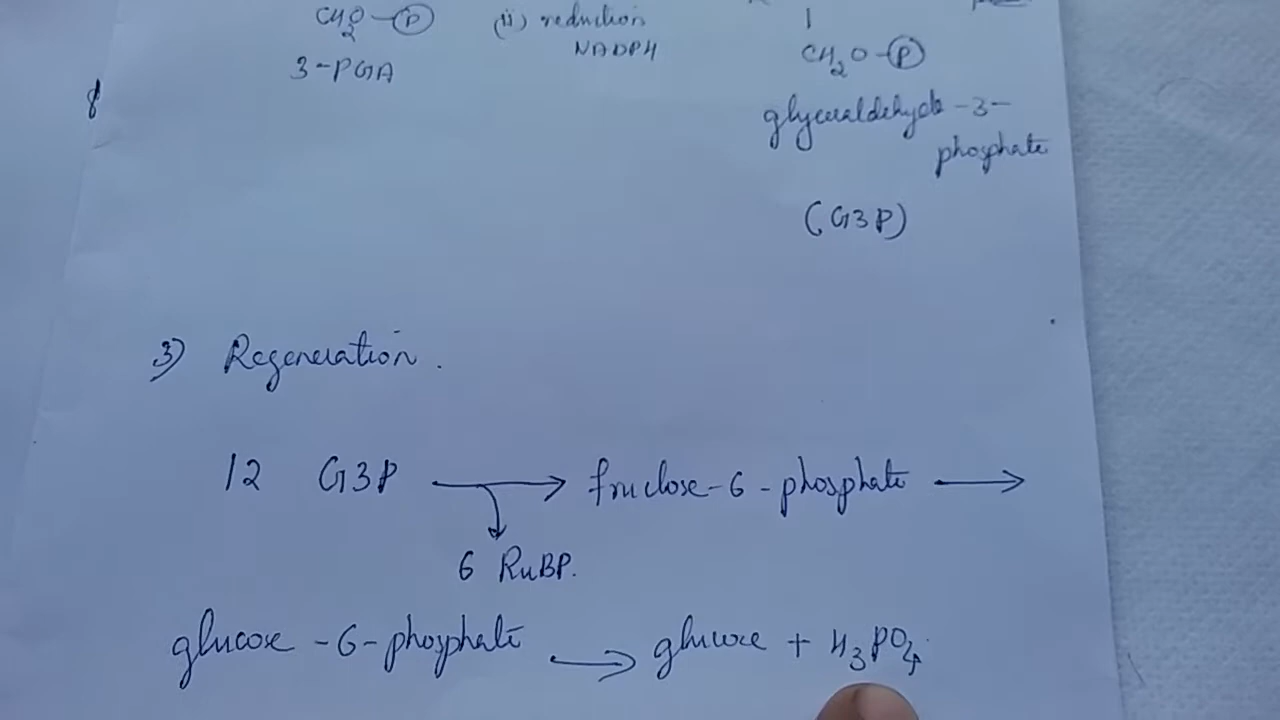 CH2O-(P) (ii) reduction
NADPH
3-PGA
CH2O-(P)
glyceraldehyde-3-
phosphate
(G3P)
3) Regeneration.
12 G3P → fructose-6-phosphate →
6 RuBP.
glucose-6-phosphate → glucose + H3PO4.